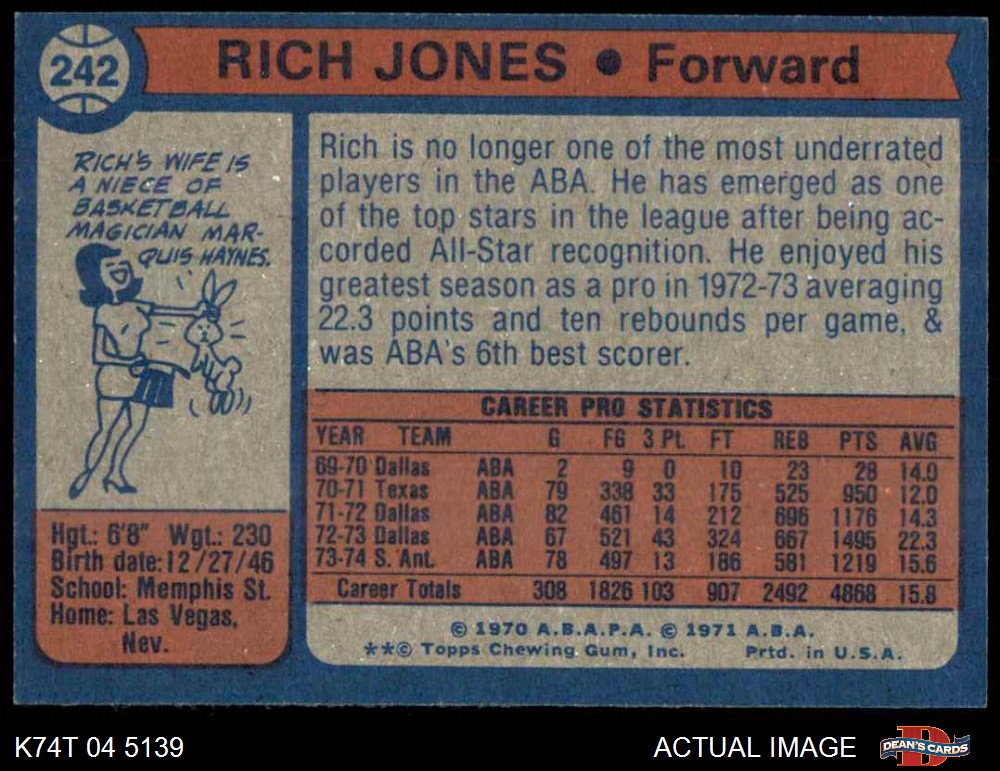 242
RICH JONES ● Forward
RICH'S WIFE IS
A NIECE OF
BASKETBALL
MAGICIAN MAR-
QUIS HAYNES.
Rich is no longer one of the most underrated
players in the ABA. He has emerged as one
of the top stars in the league after being ac-
corded All-Star recognition. He enjoyed his
greatest season as a pro in 1972-73 averaging
22.3 points and ten rebounds per game, &
was ABA's 6th best scorer.
Hgt.: 6'8" Wgt.: 230
Birth date: 12/27/46
School: Memphis St.
Home: Las Vegas,
Nev.
CAREER PRO STATISTICS
YEAR TEAM G FG 3 Pt. FT REB PTS AVG
69-70 Dallas ABA 2 9 0 10 23 28 14.0
70-71 Texas ABA 79 338 33 175 525 950 12.0
71-72 Dallas ABA 82 461 14 212 696 1176 14.3
72-73 Dallas ABA 67 521 43 324 667 1495 22.3
73-74 S. Ant. ABA 78 497 13 186 581 1219 15.6
Career Totals 308 1826 103 907 2492 4868 15.8
© 1970 A.B.A.P.A. © 1971 A.B.A.
**© Topps Chewing Gum, Inc. Prtd. in U.S.A.
K74T 04 5139
ACTUAL IMAGE
D
DEAN'S CARDS